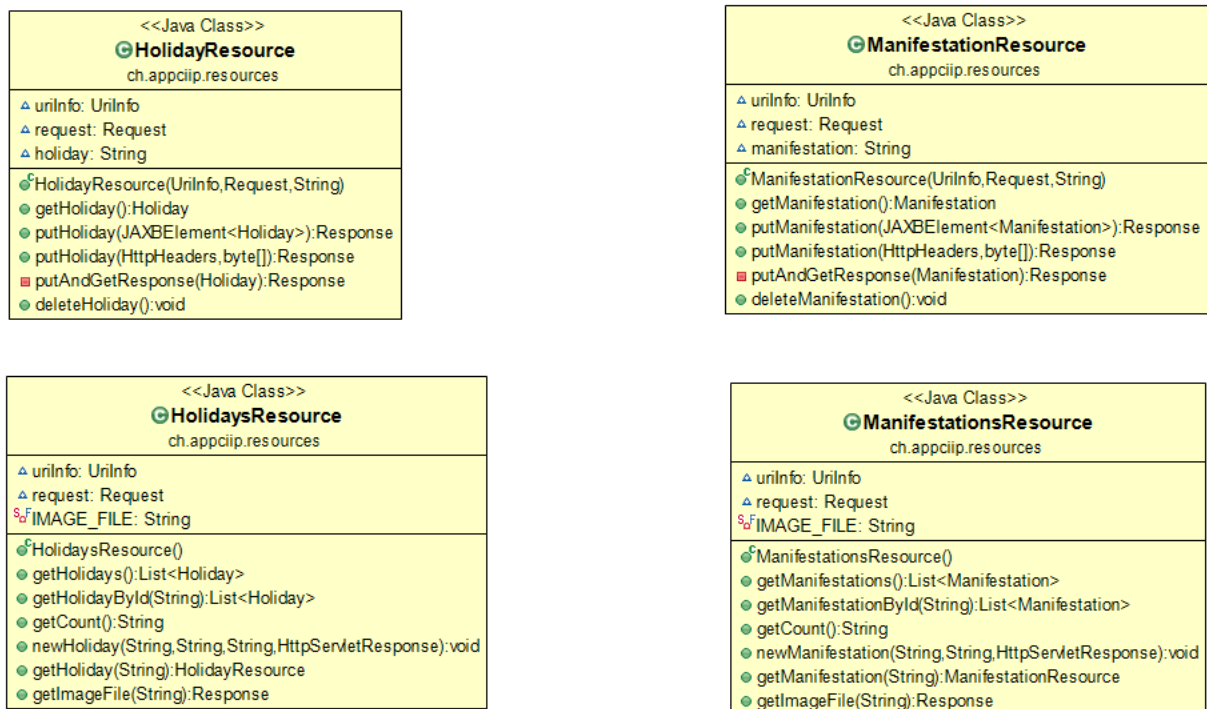 <<Java Class>>
HolidayResource
ch.appciip.resources
uriInfo: UriInfo
request: Request
holiday: String
HolidayResource(UriInfo,Request,String)
getHoliday():Holiday
putHoliday(JAXBElement<Holiday>):Response
putHoliday(HttpHeaders,byte[]):Response
putAndGetResponse(Holiday):Response
deleteHoliday():void
<<Java Class>>
ManifestationResource
ch.appciip.resources
uriInfo: UriInfo
request: Request
manifestation: String
ManifestationResource(UriInfo,Request,String)
getManifestation():Manifestation
putManifestation(JAXBElement<Manifestation>):Response
putManifestation(HttpHeaders,byte[]):Response
putAndGetResponse(Manifestation):Response
deleteManifestation():void
<<Java Class>>
HolidaysResource
ch.appciip.resources
uriInfo: UriInfo
request: Request
IMAGE_FILE: String
HolidaysResource()
getHolidays():List<Holiday>
getHolidayById(String):List<Holiday>
getCount():String
newHoliday(String,String,String,HttpServletResponse):void
getHoliday(String):HolidayResource
getImageFile(String):Response
<<Java Class>>
ManifestationsResource
ch.appciip.resources
uriInfo: UriInfo
request: Request
IMAGE_FILE: String
ManifestationsResource()
getManifestations():List<Manifestation>
getManifestationById(String):List<Manifestation>
getCount():String
newManifestation(String,String,HttpServletResponse):void
getManifestation(String):ManifestationResource
getImageFile(String):Response